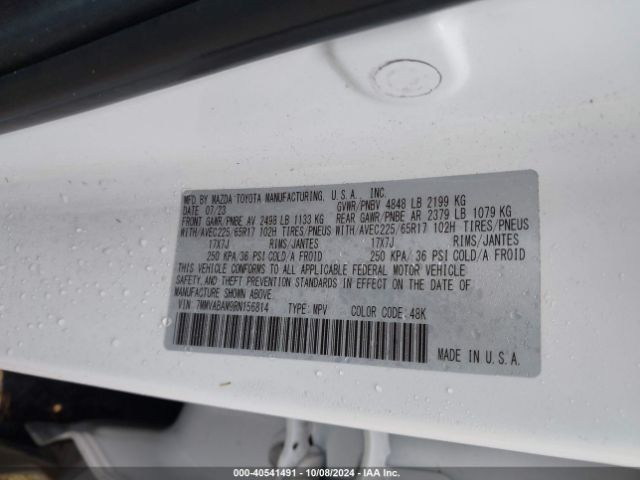 MFD BY MAZDA TOYOTA MANUFACTURING, U.S.A., INC.
DATE 07/23 GVWR/PNBV 4848 LB 2199 KG
FRONT GAWR/PNBE AV 2498 LB 1133 KG REAR GAWR/PNBE AR 2379 LB 1079 KG
WITH/AVEC225/65R17 102H TIRES/PNEUS WITH/AVEC225/65R17 102H TIRES/PNEUS
17X7J RIMS/JANTES 17X7J RIMS/JANTES
250 KPA/36 PSI COLD/A FROID 250 KPA/36 PSI COLD/A FROID
THIS VEHICLE CONFORMS TO ALL APPLICABLE FEDERAL MOTOR VEHICLE
SAFETY, AND THEFT PREVENTION STANDARDS IN EFFECT ON THE DATE OF
MANUFACTURE SHOWN ABOVE.
VIN: 7MMVABAM9RN156814 TYPE: MPV COLOR CODE: 48K
MADE IN U.S.A.
000-40541491 - 10/08/2024 - IAA Inc.